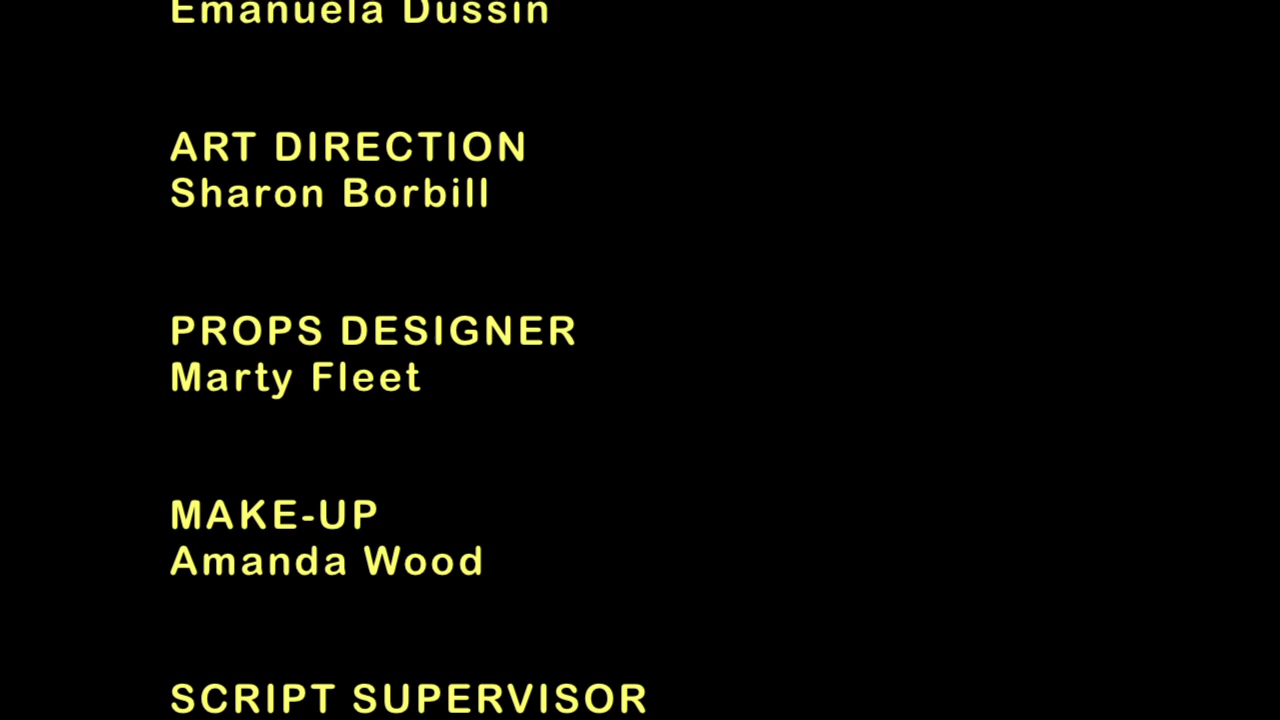 Emanuela Dussin
ART DIRECTION
Sharon Borbill
PROPS DESIGNER
Marty Fleet
MAKE-UP
Amanda Wood
SCRIPT SUPERVISOR